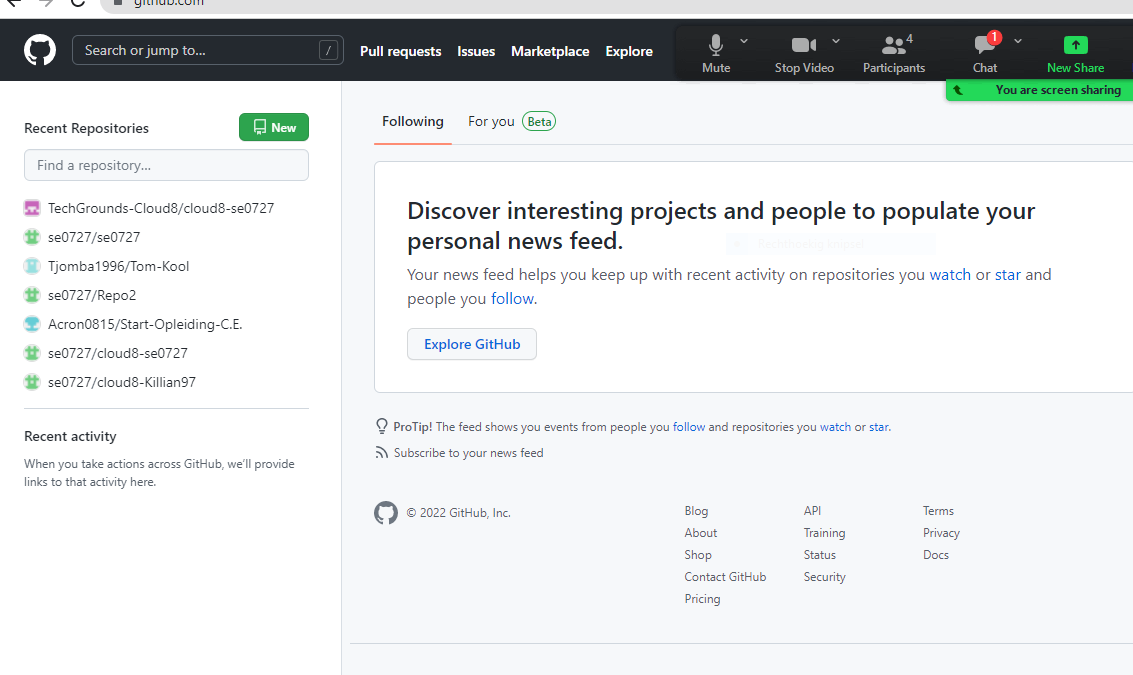 github.com
Search or jump to... /
Pull requests Issues Marketplace Explore
Mute Stop Video 4 Participants 1 Chat New Share
You are screen sharing
Recent Repositories New
Find a repository...
TechGrounds-Cloud8/cloud8-se0727
se0727/se0727
Tjomba1996/Tom-Kool
se0727/Repo2
Acron0815/Start-Opleiding-C.E.
se0727/cloud8-se0727
se0727/cloud8-Killian97
Recent activity
When you take actions across GitHub, we'll provide
links to that activity here.
Following For you Beta
Discover interesting projects and people to populate your
personal news feed.
Your news feed helps you keep up with recent activity on repositories you watch or star and
people you follow.
Explore GitHub
ProTip! The feed shows you events from people you follow and repositories you watch or star.
Subscribe to your news feed
© 2022 GitHub, Inc.
Blog API Terms
About Training Privacy
Shop Status Docs
Contact GitHub Security
Pricing